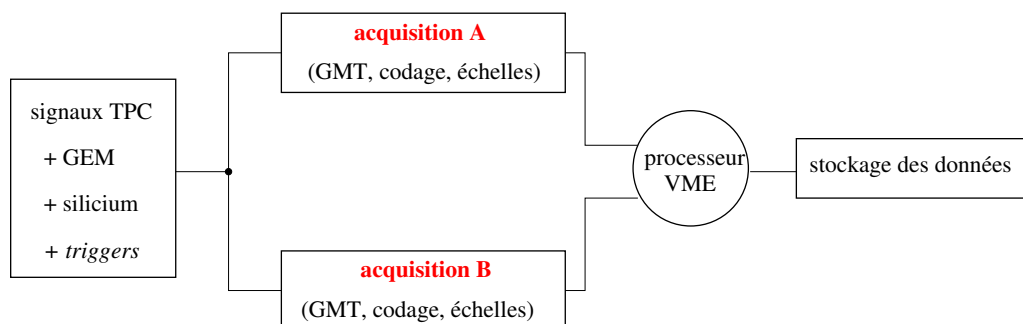 signaux TPC
+ GEM
+ silicium
+ triggers
acquisition A
(GMT, codage, échelles)
acquisition B
(GMT, codage, échelles)
processeur
VME
stockage des données